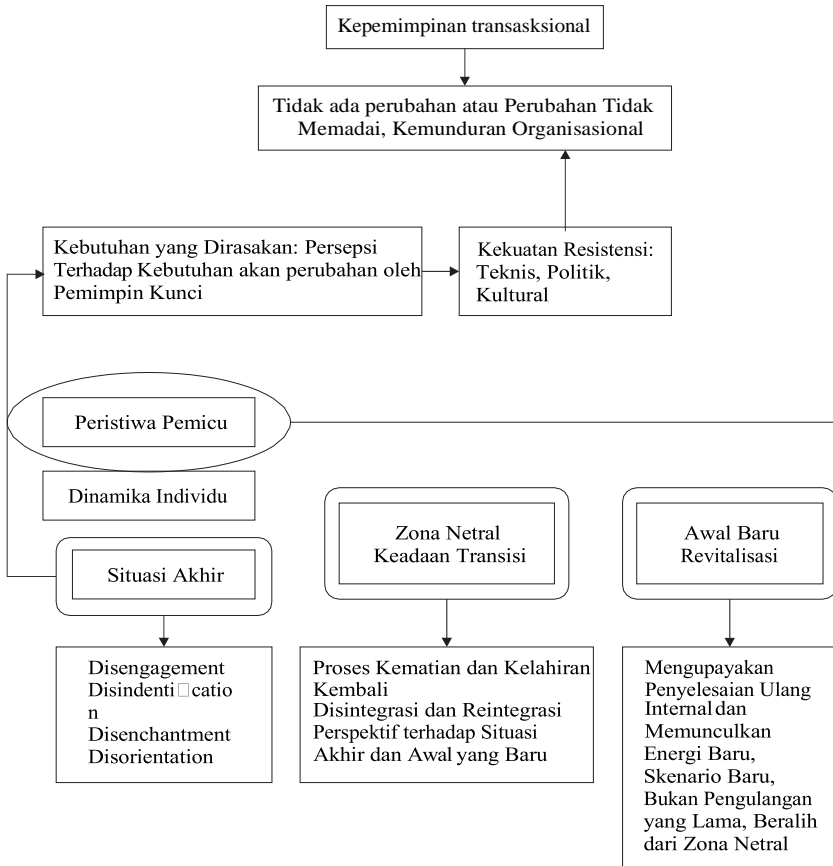 Kepemimpinan transasksional
Tidak ada perubahan atau Perubahan Tidak
Memadai, Kemunduran Organisasional
Kebutuhan yang Dirasakan: Persepsi
Terhadap Kebutuhan akan perubahan oleh
Pemimpin Kunci
Kekuatan Resistensi:
Teknis, Politik,
Kultural
Peristiwa Pemicu
Dinamika Individu
Situasi Akhir
Zona Netral
Keadaan Transisi
Awal Baru
Revitalisasi
Disengagement
Disindenti□catio
n
Disenchantment
Disorientation
Proses Kematian dan Kelahiran
Kembali
Disintegrasi dan Reintegrasi
Perspektif terhadap Situasi
Akhir dan Awal yang Baru
Mengupayakan
Penyelesaian Ulang
Internal dan
Memunculkan
Energi Baru,
Skenario Baru,
Bukan Pengulangan
yang Lama, Beralih
dari Zona Netral